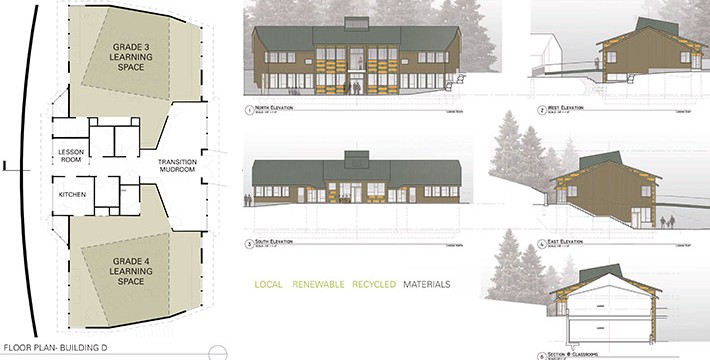 GRADE 3
LEARNING
SPACE
LESSON
ROOM
TRANSITION
MUDROOM
KITCHEN
GRADE 4
LEARNING
SPACE
FLOOR PLAN- BUILDING D
1 NORTH ELEVATION
2 WEST ELEVATION
3 SOUTH ELEVATION
4 EAST ELEVATION
LOCAL RENEWABLE RECYCLED MATERIALS
6 SECTION @ CLASSROOMS